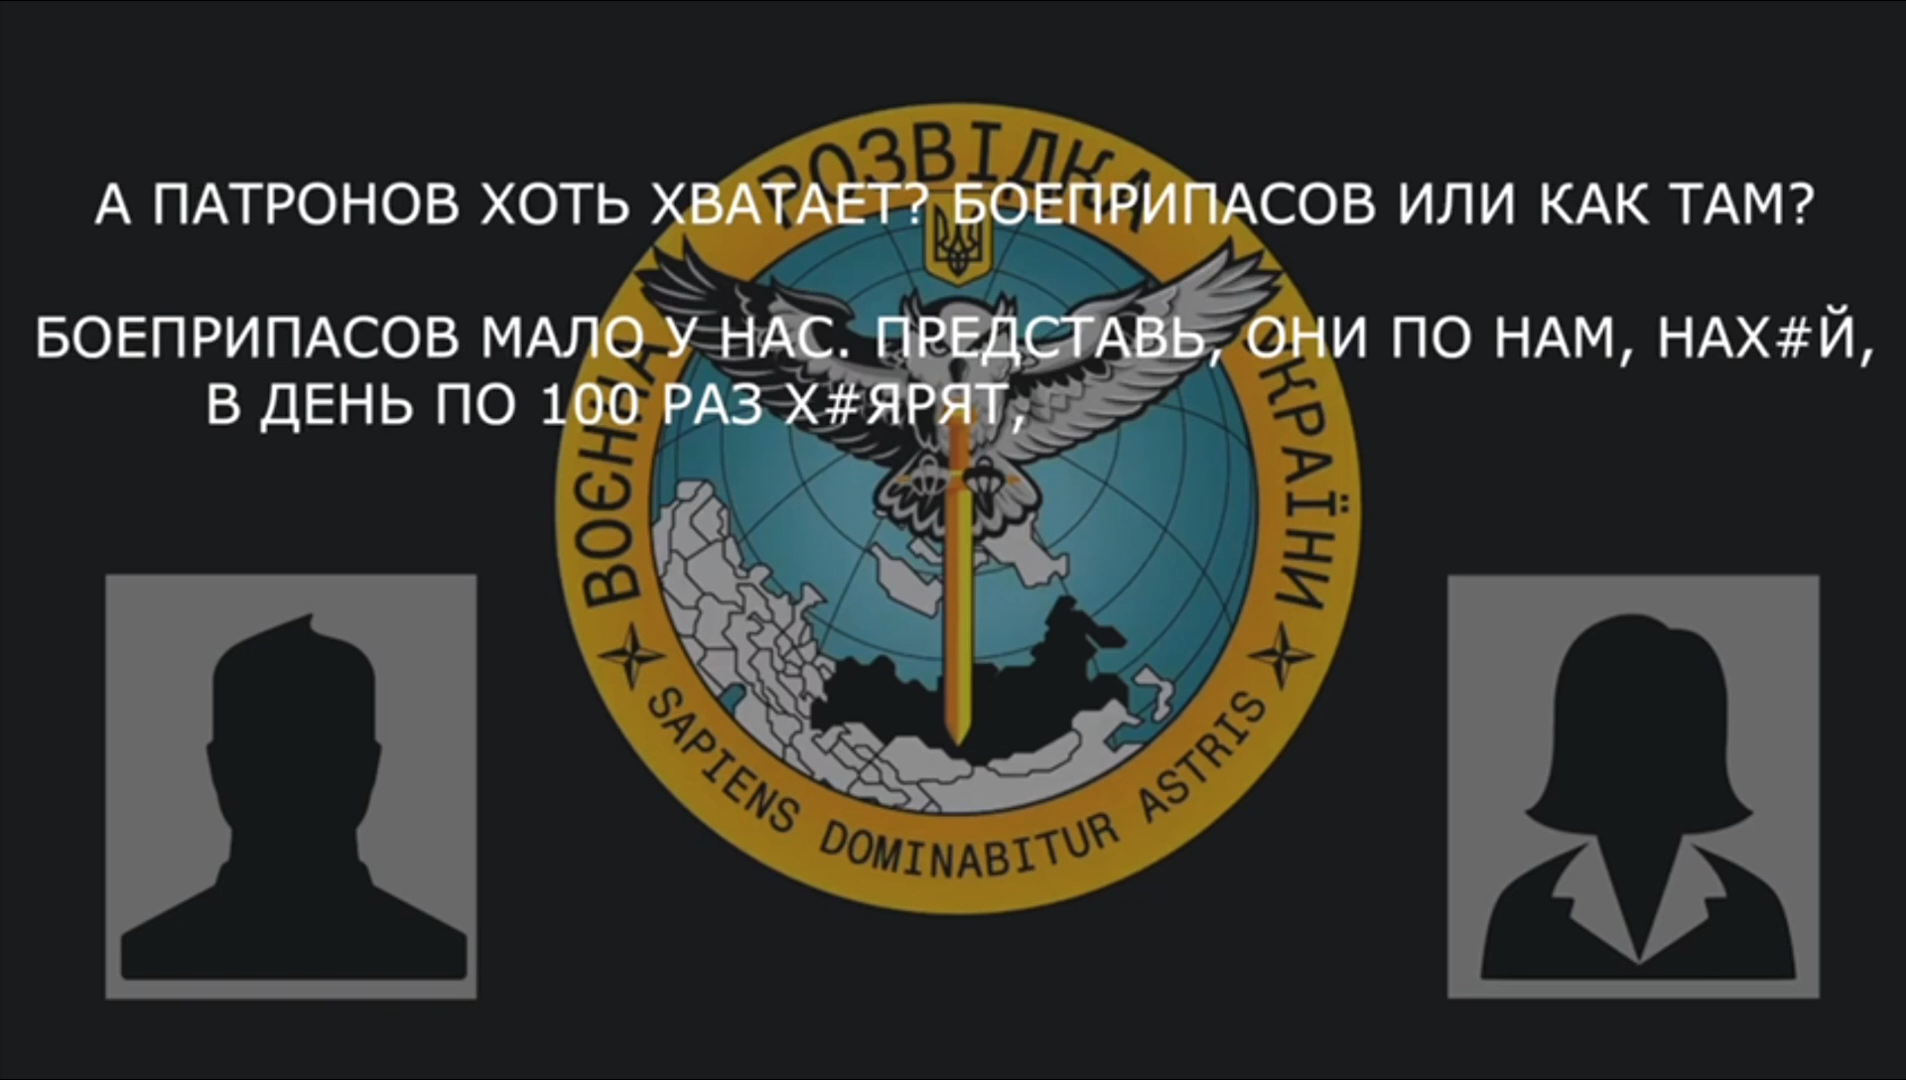 ВОЄННА РОЗВІДКА УКРАЇНИ
А ПАТРОНОВ ХОТЬ ХВАТАЕТ? БОЕПРИПАСОВ ИЛИ КАК ТАМ?
БОЕПРИПАСОВ МАЛО У НАС. ПРЕДСТАВЬ, ОНИ ПО НАМ, НАХ#Й,
В ДЕНЬ ПО 100 РАЗ Х#ЯРЯТ,
SAPIENS DOMINABITUR ASTRIS